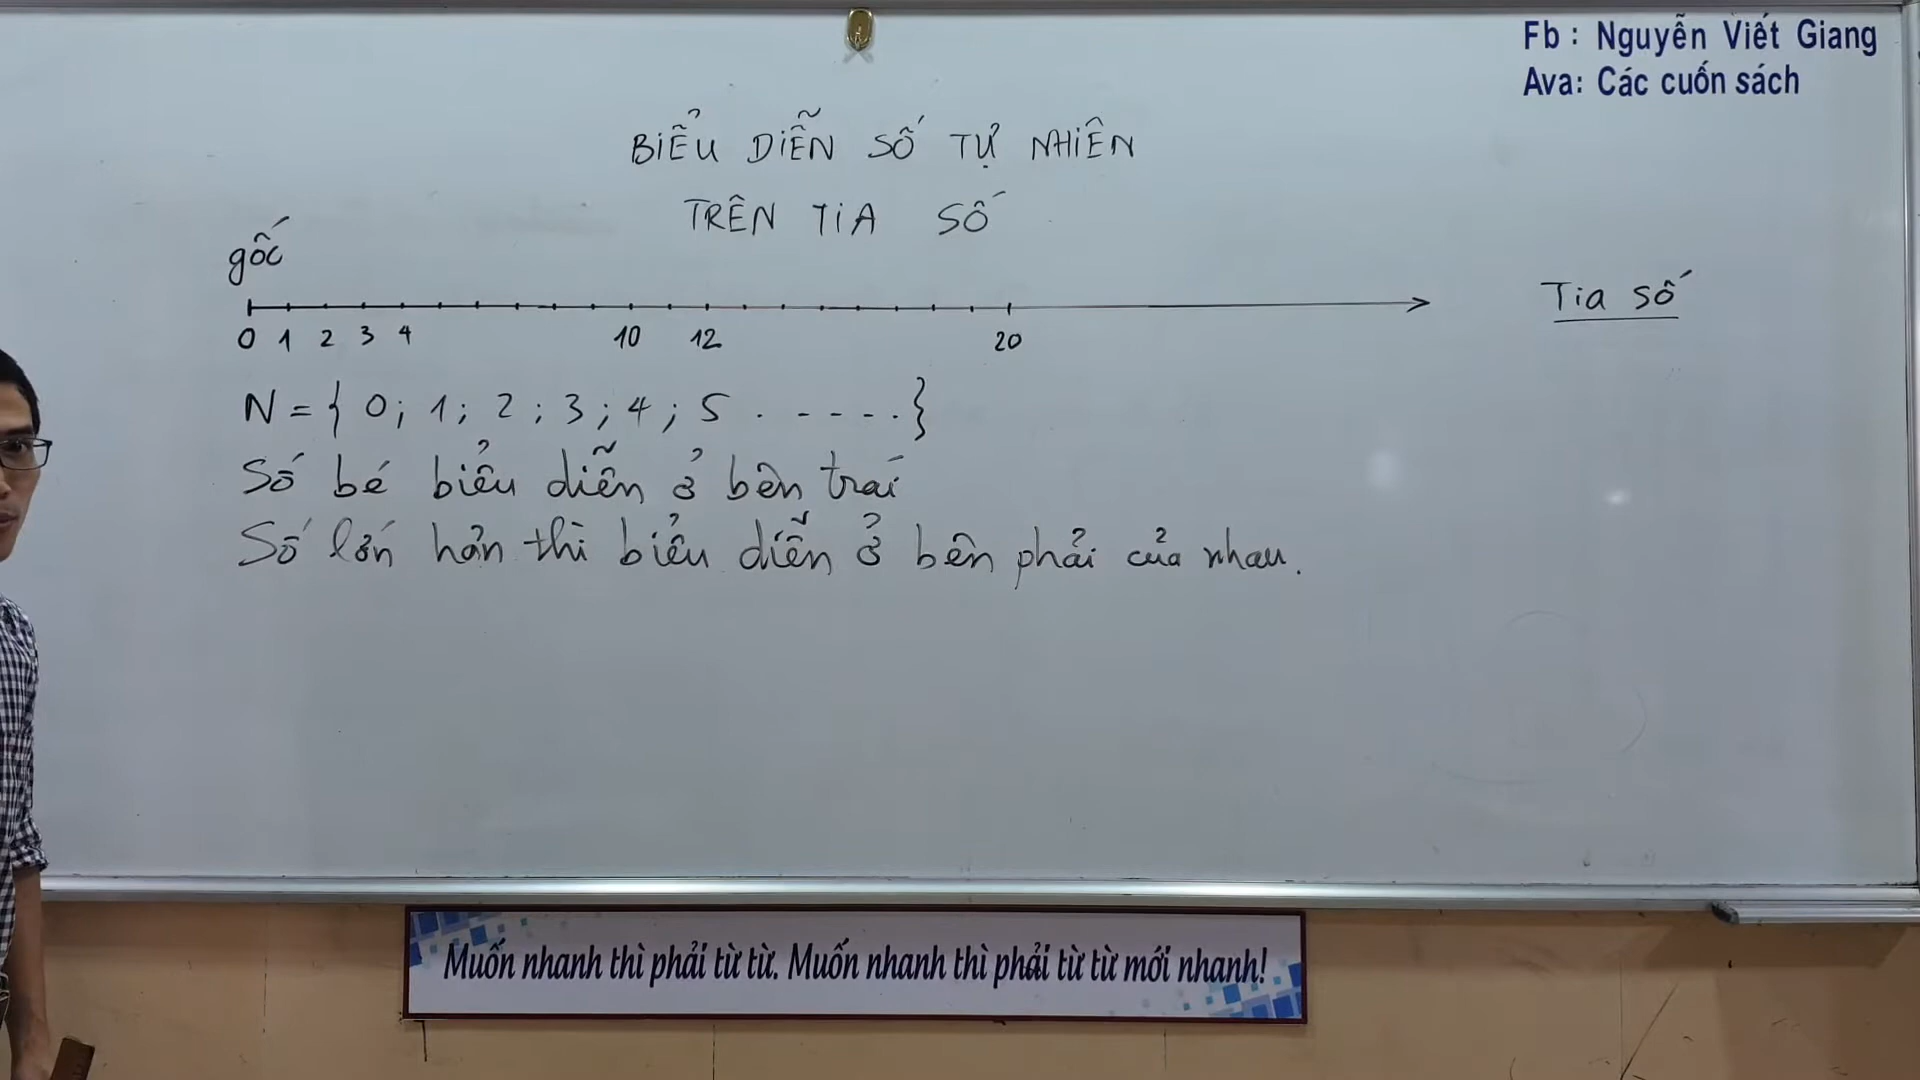 Fb : Nguyễn Viết Giang
Ava: Các cuốn sách
BIỂU DIỄN SỐ TỰ NHIÊN
TRÊN TIA SỐ
gốc
Tia số
0 1 2 3 4 10 12 20
N = { 0; 1; 2; 3; 4; 5 . - - - - . }
Số bé biểu diễn ở bên trái
Số lớn hơn thì biểu diễn ở bên phải của nhau.
Muốn nhanh thì phải từ từ. Muốn nhanh thì phải từ từ mới nhanh!